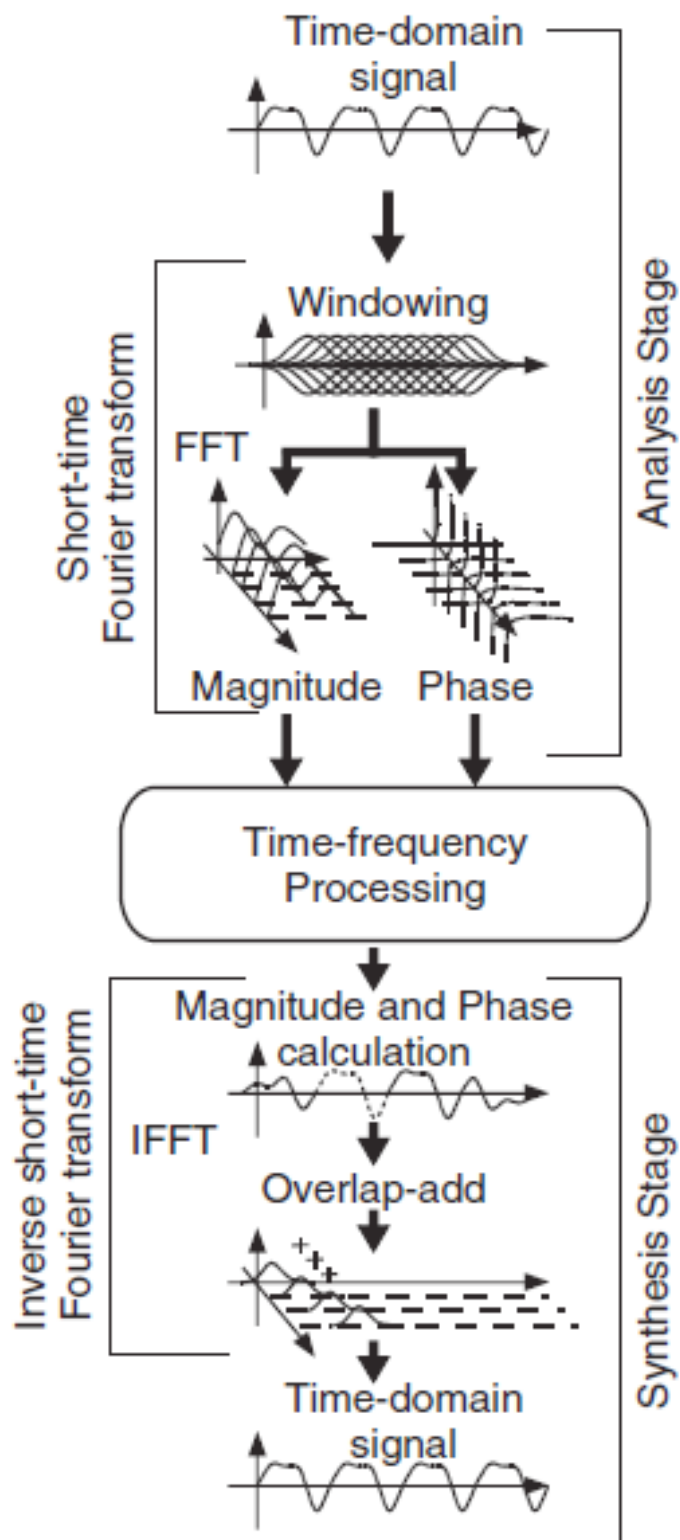 Time-domain
signal
Analysis Stage
Windowing
Short-time
Fourier transform
FFT
Magnitude
Phase
Time-frequency
Processing
Magnitude and Phase
calculation
Inverse short-time
Fourier transform
IFFT
Synthesis Stage
Overlap-add
+
+
+
Time-domain
signal